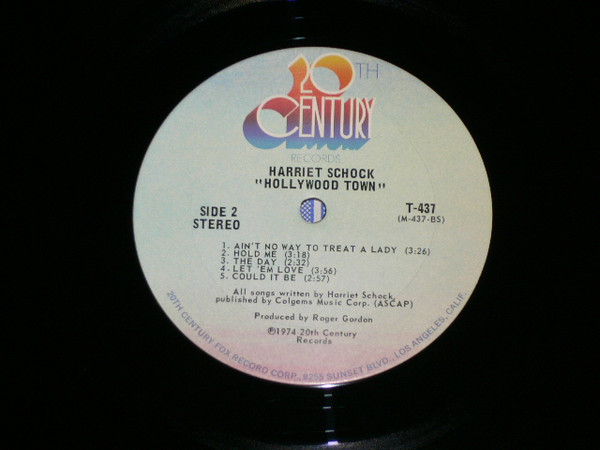 20TH
CENTURY
RECORDS
HARRIET SCHOCK
"HOLLYWOOD TOWN"
SIDE 2
STEREO
T-437
(M-437-BS)
1. AIN'T NO WAY TO TREAT A LADY (3:26)
2. HOLD ME (3:18)
3. THE DAY (2:32)
4. LET 'EM LOVE (3:56)
5. COULD IT BE (2:57)
All songs written by Harriet Schock,
published by Colgems Music Corp. (ASCAP)
Produced by Roger Gordon
℗1974 20th Century
Records
20TH CENTURY FOX RECORD CORP., 8255 SUNSET BLVD., LOS ANGELES, CALIF.